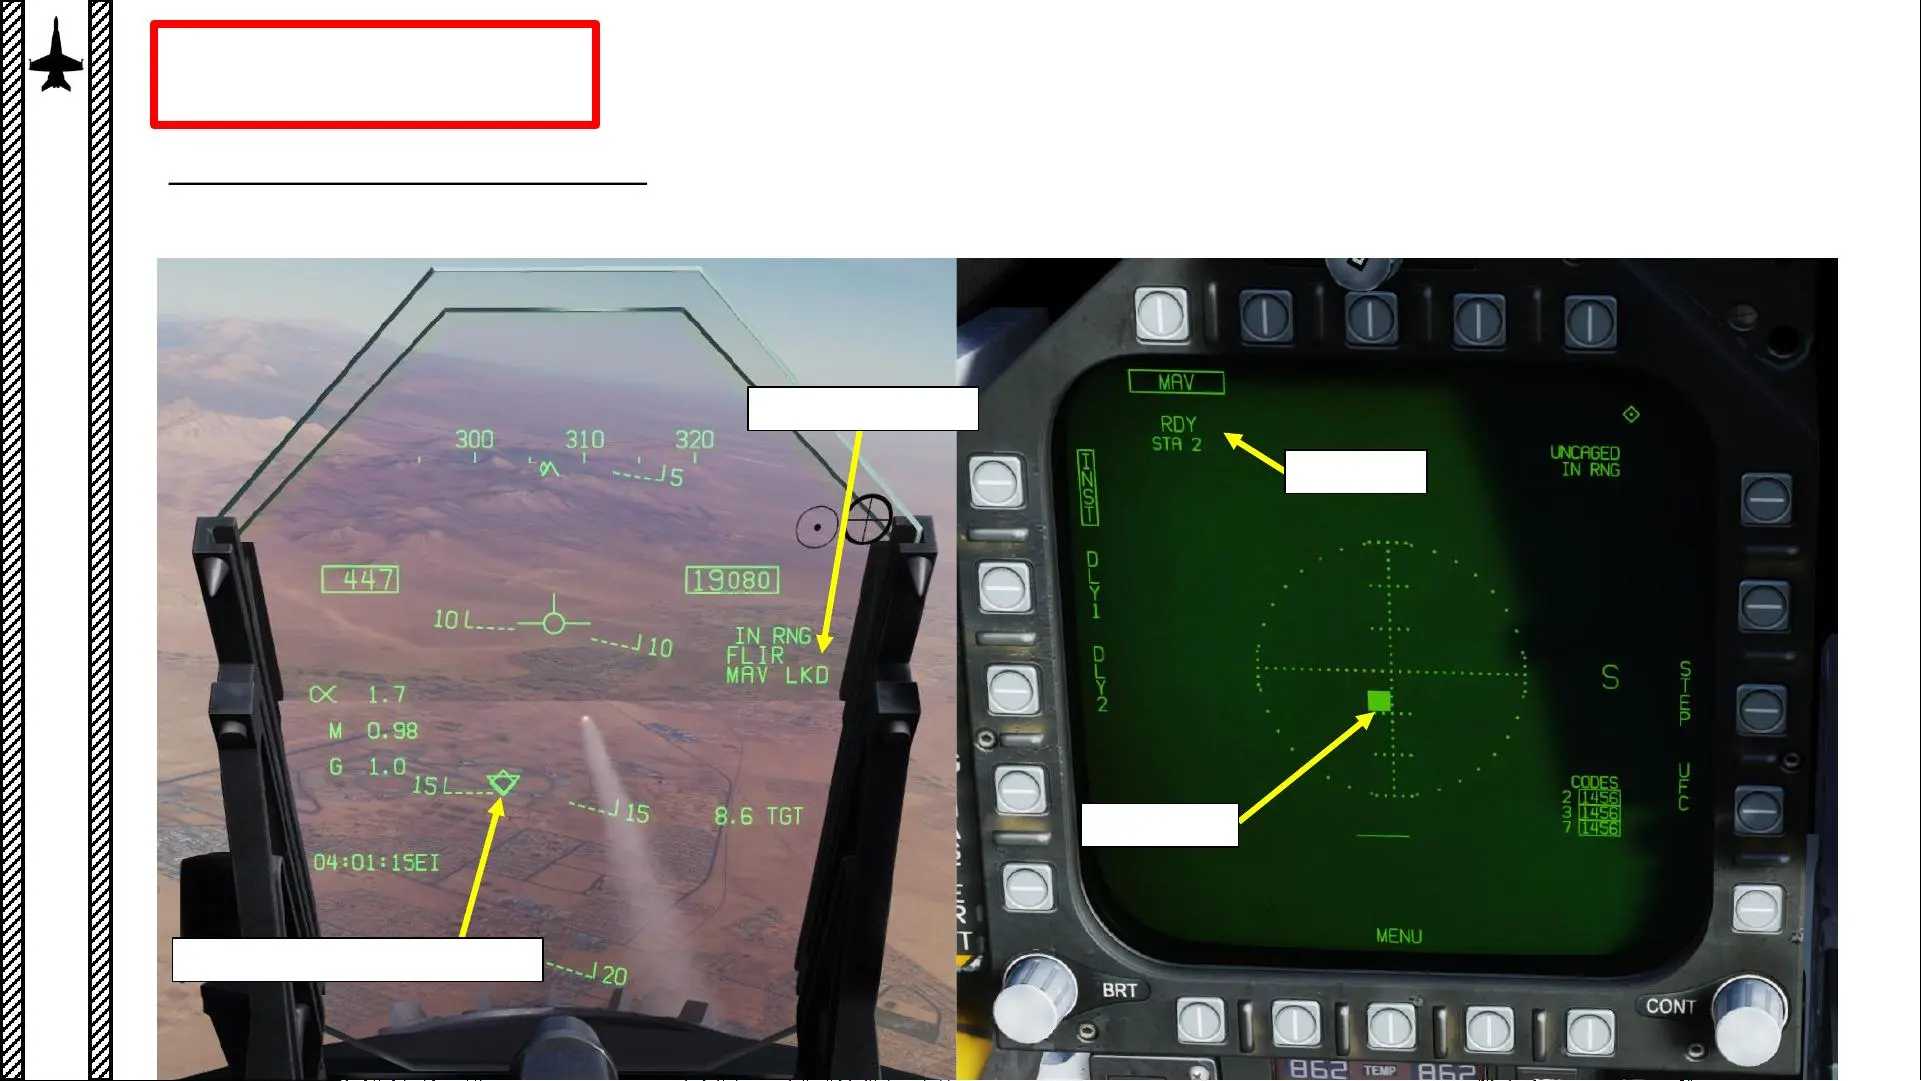 300 310 320
5
447
19080
10 10
IN RNG
FLIR
MAV LKD
α 1.7
M 0.98
G 1.0
15 15
8.6 TGT
04:01:15EI
20
MAV
RDY
STA 2
UNCAGED
IN RNG
INST
DLY1
DLY2
S
STEP
UFC
CODES
2 1456
3 1456
7 1456
MENU
BRT
CONT
862 TEMP 862